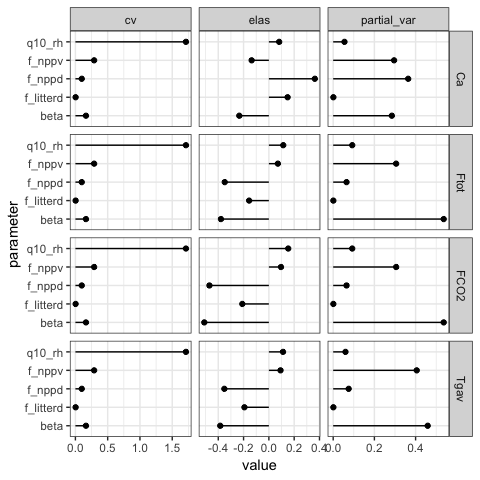 cv elas partial_var
q10_rh
f_nppv
f_nppd
f_litterd
beta
Ca
q10_rh
f_nppv
f_nppd
f_litterd
beta
Ftot
q10_rh
f_nppv
f_nppd
f_litterd
beta
FCO2
q10_rh
f_nppv
f_nppd
f_litterd
beta
Tgav
parameter
0.0 0.5 1.0 1.5 -0.4 -0.2 0.0 0.2 0.4 0.0 0.2 0.4
value